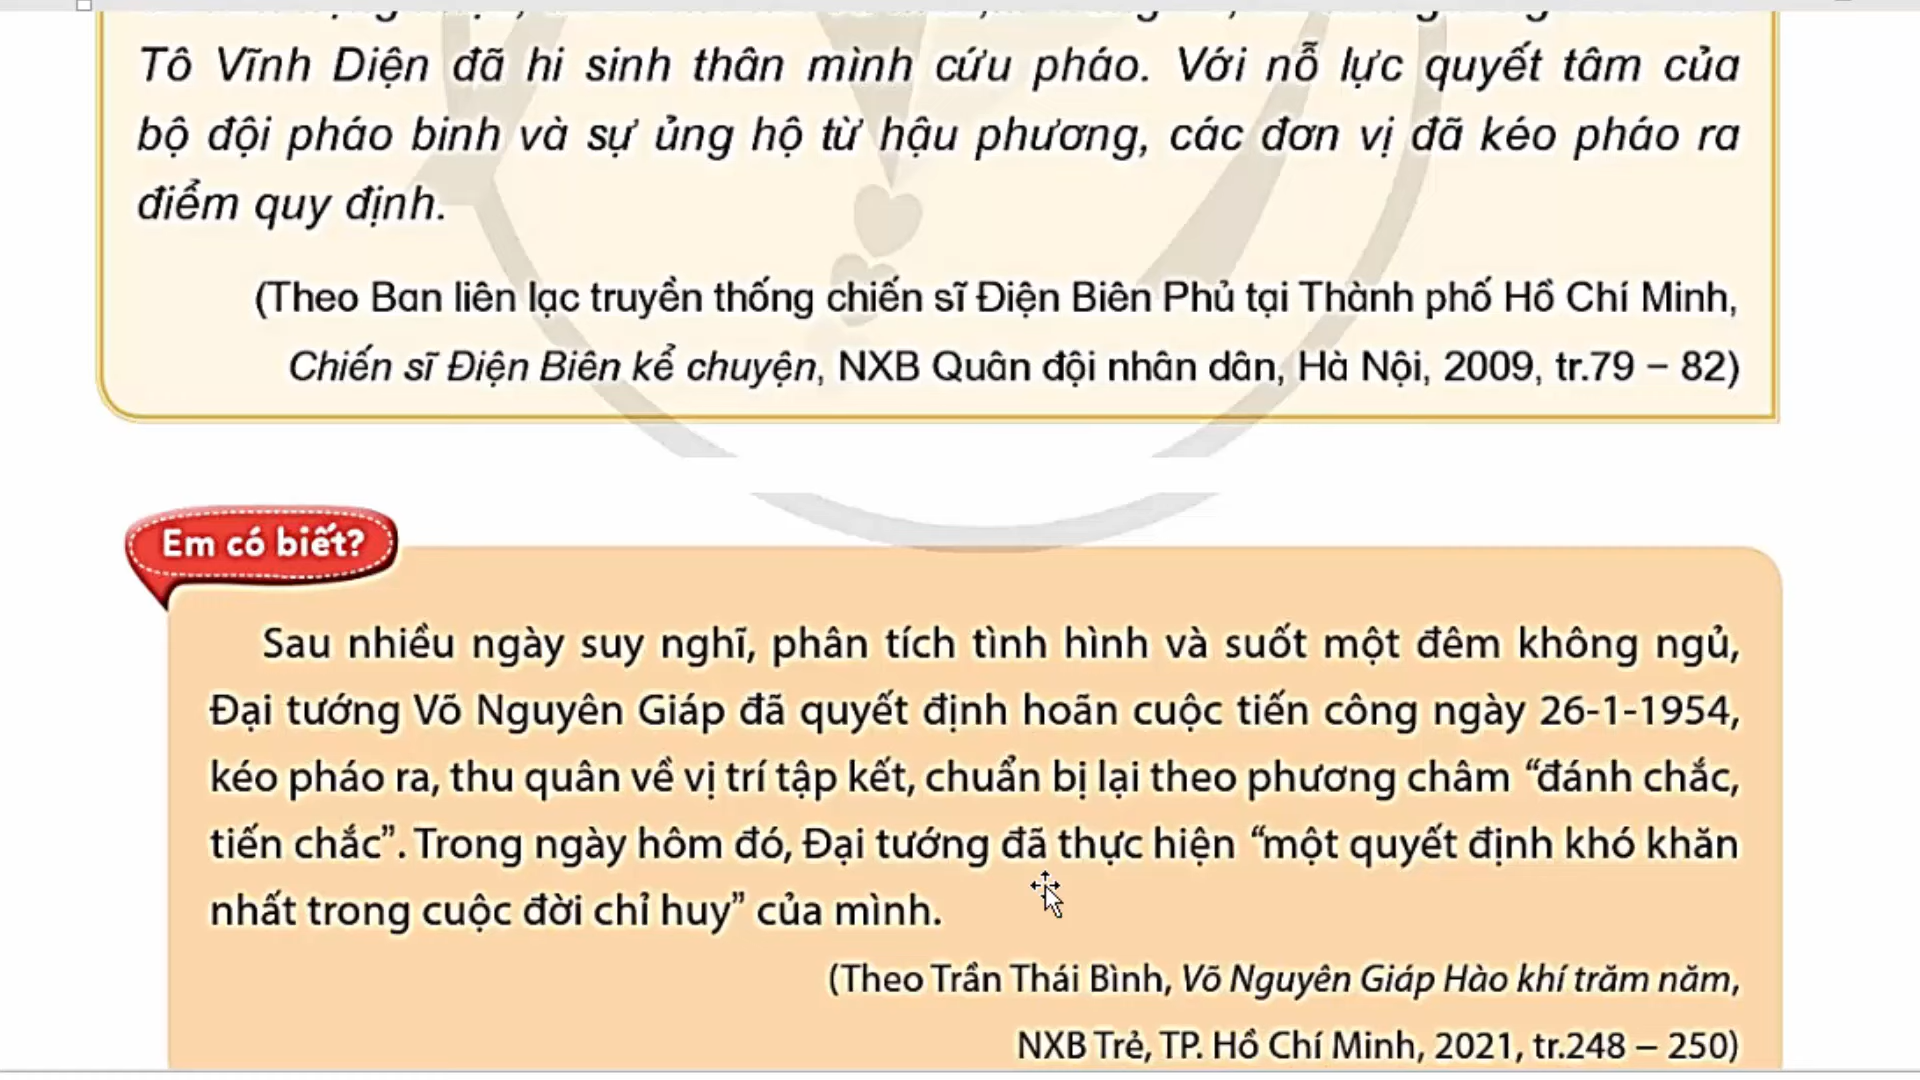 Tô Vĩnh Diện đã hi sinh thân mình cứu pháo. Với nỗ lực quyết tâm của
bộ đội pháo binh và sự ủng hộ từ hậu phương, các đơn vị đã kéo pháo ra
điểm quy định.
(Theo Ban liên lạc truyền thống chiến sĩ Điện Biên Phủ tại Thành phố Hồ Chí Minh,
Chiến sĩ Điện Biên kể chuyện, NXB Quân đội nhân dân, Hà Nội, 2009, tr.79 – 82)
Em có biết?
Sau nhiều ngày suy nghĩ, phân tích tình hình và suốt một đêm không ngủ,
Đại tướng Võ Nguyên Giáp đã quyết định hoãn cuộc tiến công ngày 26-1-1954,
kéo pháo ra, thu quân về vị trí tập kết, chuẩn bị lại theo phương châm “đánh chắc,
tiến chắc”. Trong ngày hôm đó, Đại tướng đã thực hiện “một quyết định khó khăn
nhất trong cuộc đời chỉ huy” của mình.
(Theo Trần Thái Bình, Võ Nguyên Giáp Hào khí trăm năm,
NXB Trẻ, TP. Hồ Chí Minh, 2021, tr.248 – 250)